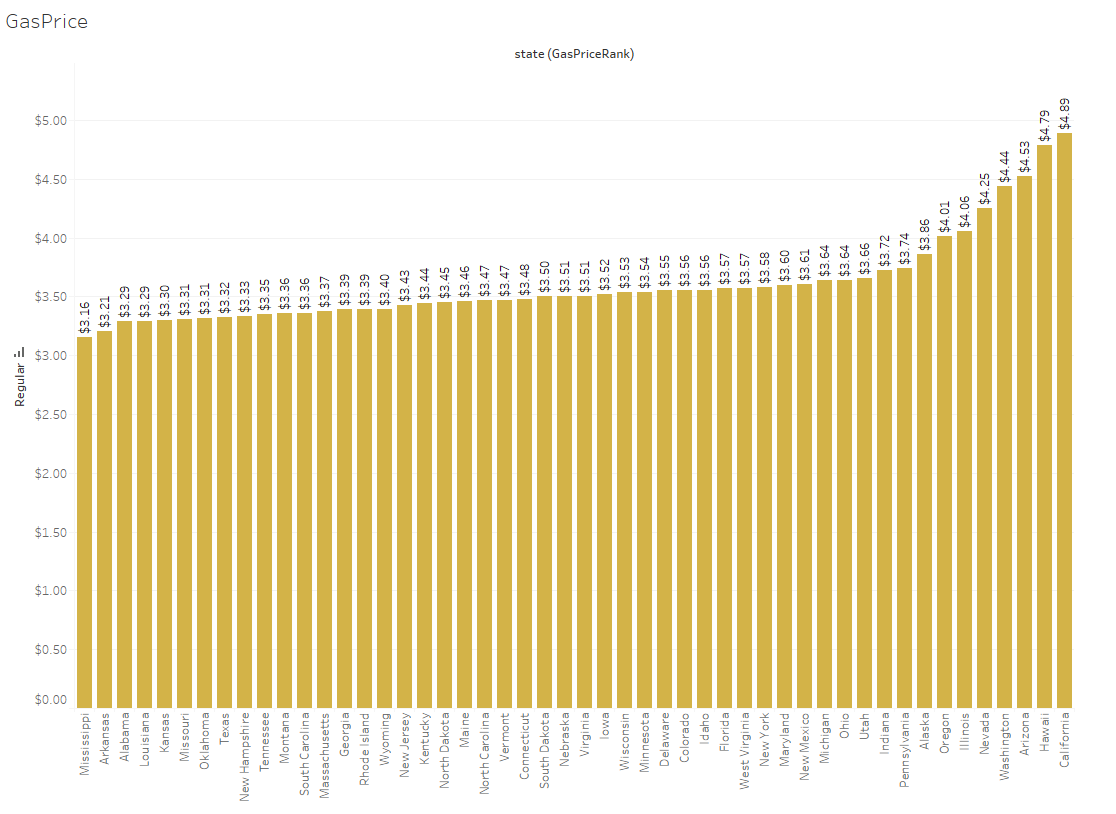 GasPrice
state (GasPriceRank)
Regular
$5.00
$4.50
$4.00
$3.50
$3.00
$2.50
$2.00
$1.50
$1.00
$0.50
$0.00
$3.16
$3.21
$3.29
$3.29
$3.30
$3.31
$3.31
$3.32
$3.33
$3.35
$3.36
$3.36
$3.37
$3.39
$3.39
$3.40
$3.43
$3.44
$3.45
$3.46
$3.47
$3.47
$3.48
$3.50
$3.51
$3.51
$3.52
$3.53
$3.54
$3.55
$3.56
$3.56
$3.57
$3.57
$3.58
$3.60
$3.61
$3.64
$3.64
$3.66
$3.72
$3.74
$3.86
$4.01
$4.06
$4.25
$4.44
$4.53
$4.79
$4.89
Mississippi
Arkansas
Alabama
Louisiana
Kansas
Missouri
Oklahoma
Texas
New Hampshire
Tennessee
Montana
South Carolina
Massachusetts
Georgia
Rhode Island
Wyoming
New Jersey
Kentucky
North Dakota
Maine
North Carolina
Vermont
Connecticut
South Dakota
Nebraska
Virginia
Iowa
Wisconsin
Minnesota
Delaware
Colorado
Idaho
Florida
West Virginia
New York
Maryland
New Mexico
Michigan
Ohio
Utah
Indiana
Pennsylvania
Alaska
Oregon
Illinois
Nevada
Washington
Arizona
Hawaii
California